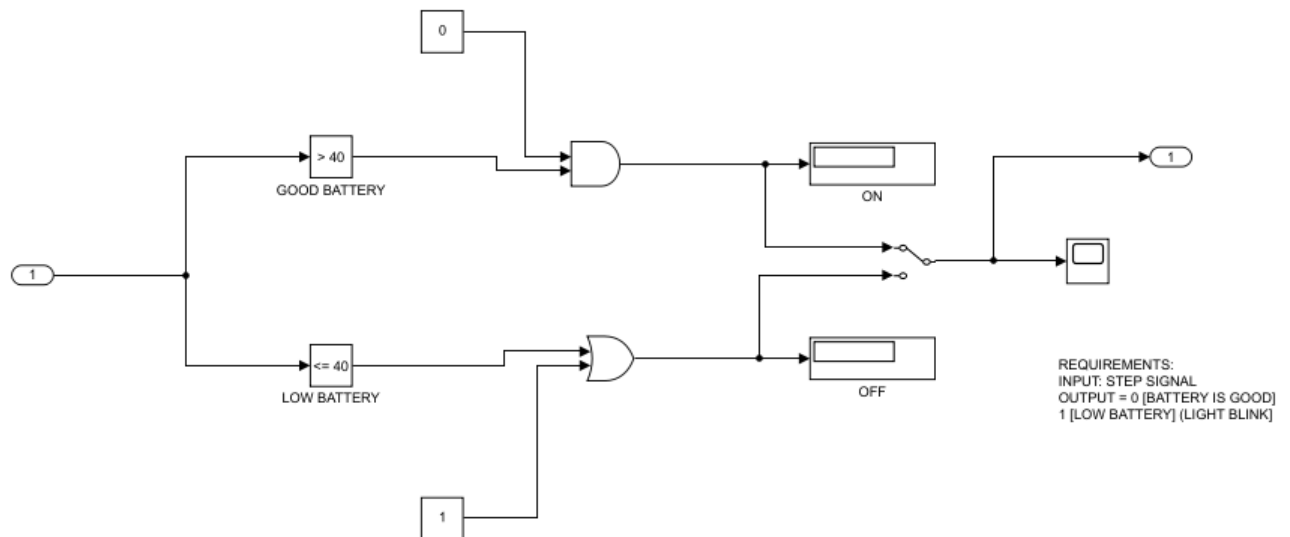 0
> 40
GOOD BATTERY
ON
1
1
<= 40
LOW BATTERY
OFF
1
REQUIREMENTS:
INPUT: STEP SIGNAL
OUTPUT = 0 [BATTERY IS GOOD]
1 [LOW BATTERY] (LIGHT BLINK]